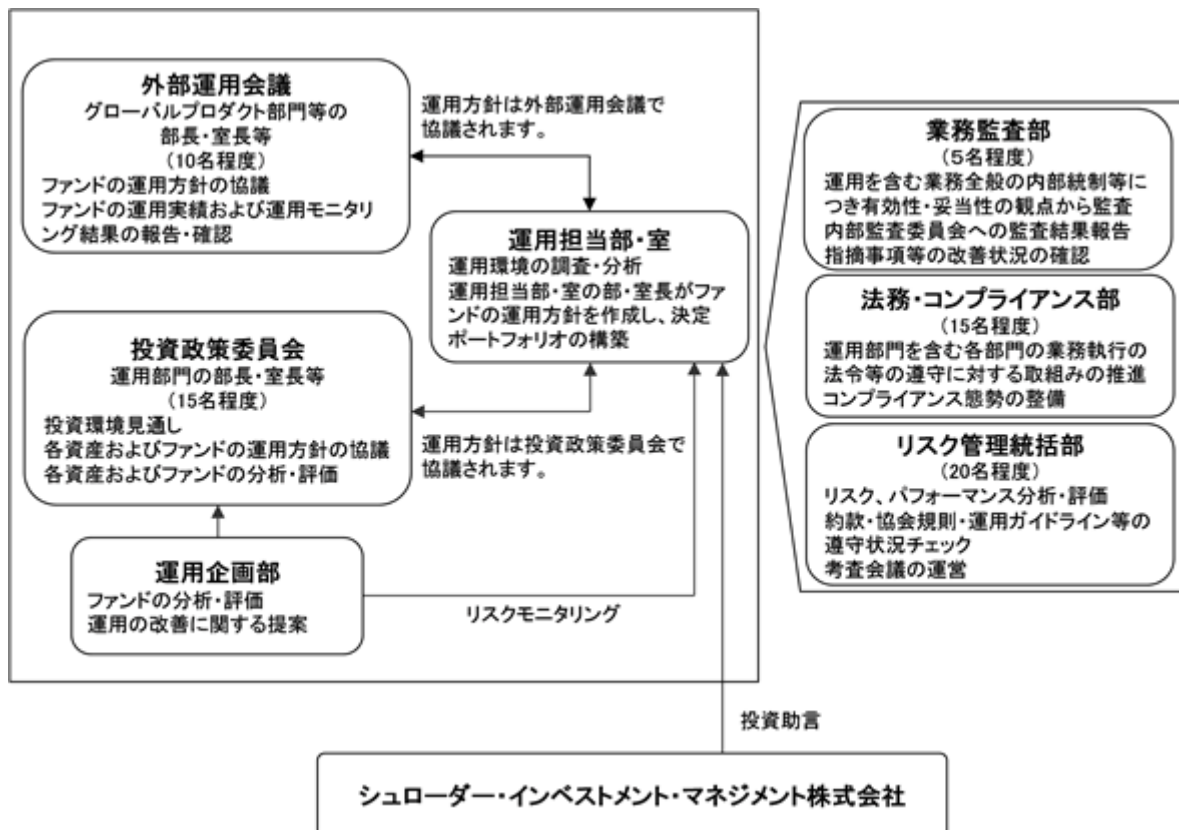 外部運用会議
グローバルプロダクト部門等の
部長・室長等
(10名程度)
ファンドの運用方針の協議
ファンドの運用実績および運用モニタリ
ング結果の報告・確認
運用方針は外部運用会議で
協議されます。
運用担当部・室
運用環境の調査・分析
運用担当部・室の部・室長がファ
ンドの運用方針を作成し、決定
ポートフォリオの構築
投資政策委員会
運用部門の部長・室長等
(15名程度)
投資環境見通し
各資産およびファンドの運用方針の協議
各資産およびファンドの分析・評価
運用方針は投資政策委員会で
協議されます。
運用企画部
ファンドの分析・評価
運用の改善に関する提案
リスクモニタリング
業務監査部
(5名程度)
運用を含む業務全般の内部統制等に
つき有効性・妥当性の観点から監査
内部監査委員会への監査結果報告
指摘事項等の改善状況の確認
法務・コンプライアンス部
(15名程度)
運用部門を含む各部門の業務執行の
法令等の遵守に対する取組みの推進
コンプライアンス態勢の整備
リスク管理統括部
(20名程度)
リスク、パフォーマンス分析・評価
約款・協会規則・運用ガイドライン等の
遵守状況チェック
考査会議の運営
投資助言
シュローダー・インベストメント・マネジメント株式会社